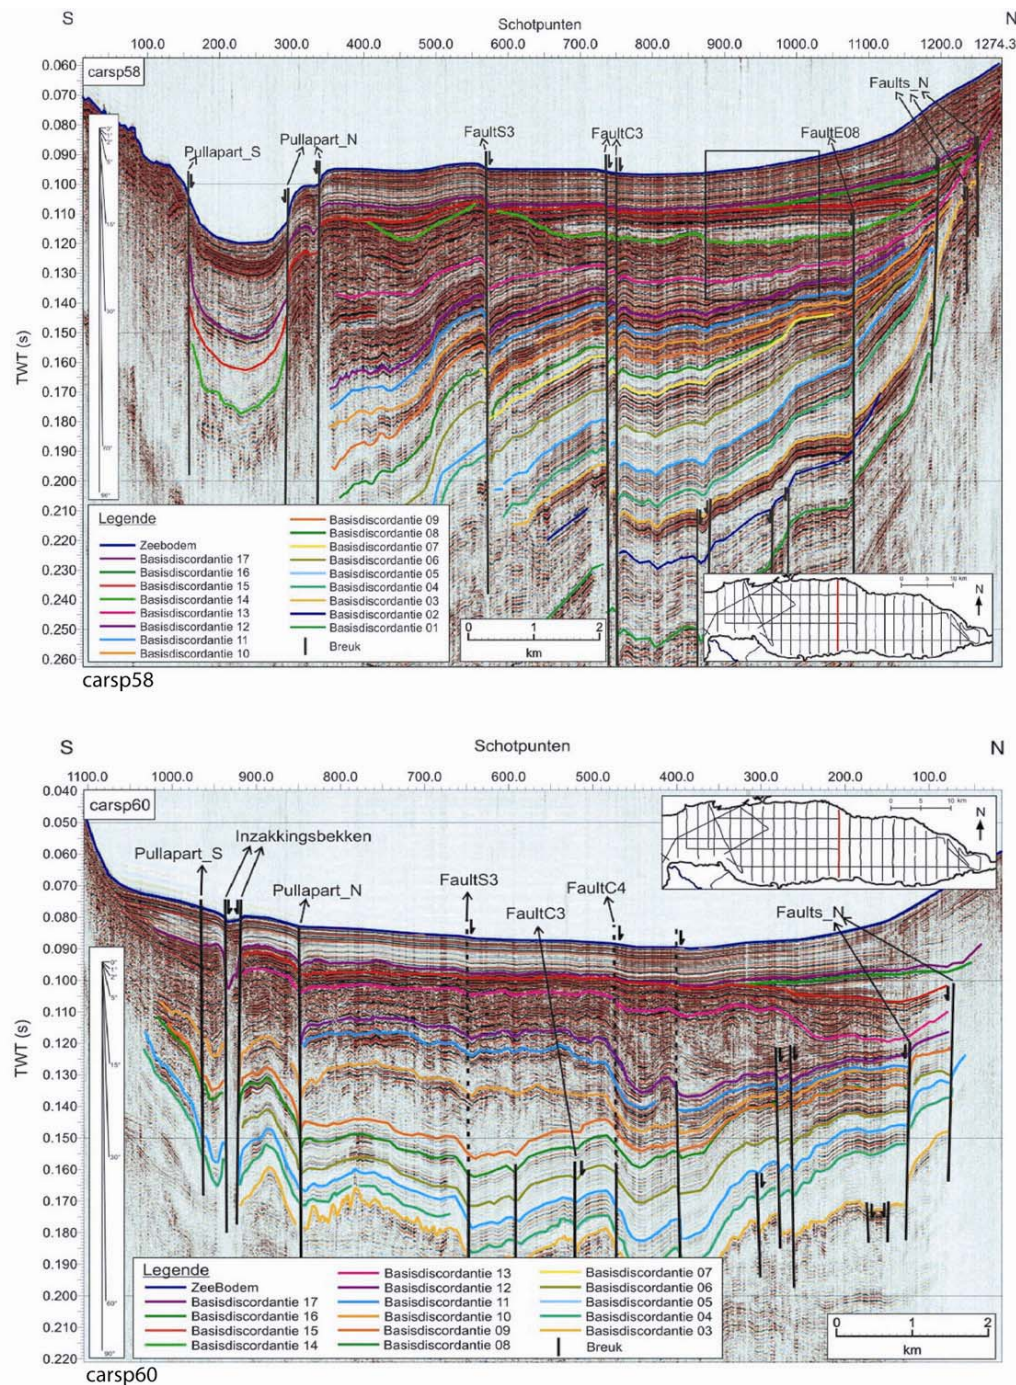 S Schotpunten N
100.0 200.0 300.0 400.0 500.0 600.0 700.0 800.0 900.0 1000.0 1100.0 1200.0 1274.3
carsp58
Faults_N
Pullapart_S Pullapart_N FaultS3 FaultC3 FaultE08
TWT (s)
0.060
0.070
0.080
0.090
0.100
0.110
0.120
0.130
0.140
0.150
0.160
0.170
0.180
0.190
0.200
0.210
0.220
0.230
0.240
0.250
0.260
Legende
Zeebodem
Basisdiscordantie 17
Basisdiscordantie 16
Basisdiscordantie 15
Basisdiscordantie 14
Basisdiscordantie 13
Basisdiscordantie 12
Basisdiscordantie 11
Basisdiscordantie 10
Basisdiscordantie 09
Basisdiscordantie 08
Basisdiscordantie 07
Basisdiscordantie 06
Basisdiscordantie 05
Basisdiscordantie 04
Basisdiscordantie 03
Basisdiscordantie 02
Basisdiscordantie 01
Breuk
0 1 2
km
0 5 10 km
N
carsp58
S Schotpunten N
1100.0 1000.0 900.0 800.0 700.0 600.0 500.0 400.0 300.0 200.0 100.0
carsp60
0 5 10 km
N
Inzakkingsbekken
Pullapart_S
Pullapart_N
FaultS3
FaultC4
FaultC3
Faults_N
TWT (s)
0.040
0.050
0.060
0.070
0.080
0.090
0.100
0.110
0.120
0.130
0.140
0.150
0.160
0.170
0.180
0.190
0.200
0.210
0.220
Legende
ZeeBodem
Basisdiscordantie 17
Basisdiscordantie 16
Basisdiscordantie 15
Basisdiscordantie 14
Basisdiscordantie 13
Basisdiscordantie 12
Basisdiscordantie 11
Basisdiscordantie 10
Basisdiscordantie 09
Basisdiscordantie 08
Basisdiscordantie 07
Basisdiscordantie 06
Basisdiscordantie 05
Basisdiscordantie 04
Basisdiscordantie 03
Breuk
0 1 2
km
carsp60